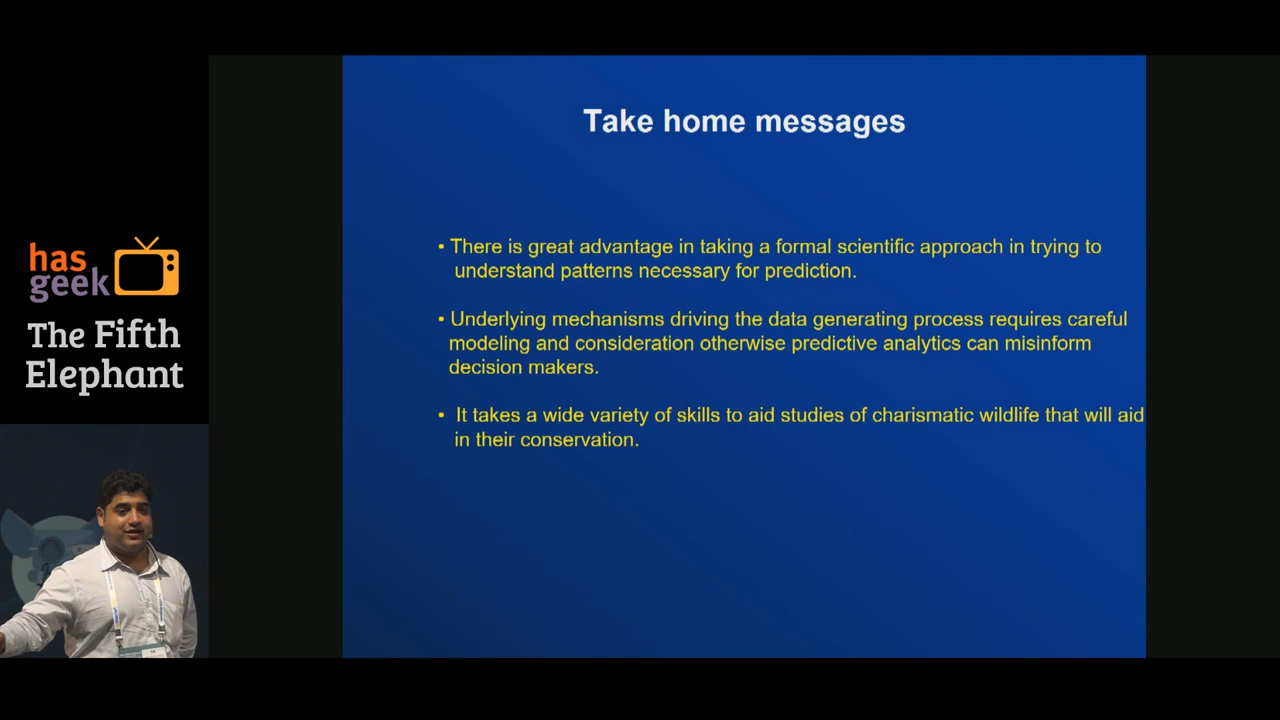 Take home messages
• There is great advantage in taking a formal scientific approach in trying to
understand patterns necessary for prediction.
• Underlying mechanisms driving the data generating process requires careful
modeling and consideration otherwise predictive analytics can misinform
decision makers.
• It takes a wide variety of skills to aid studies of charismatic wildlife that will aid
in their conservation.
has
geek
The Fifth
Elephant